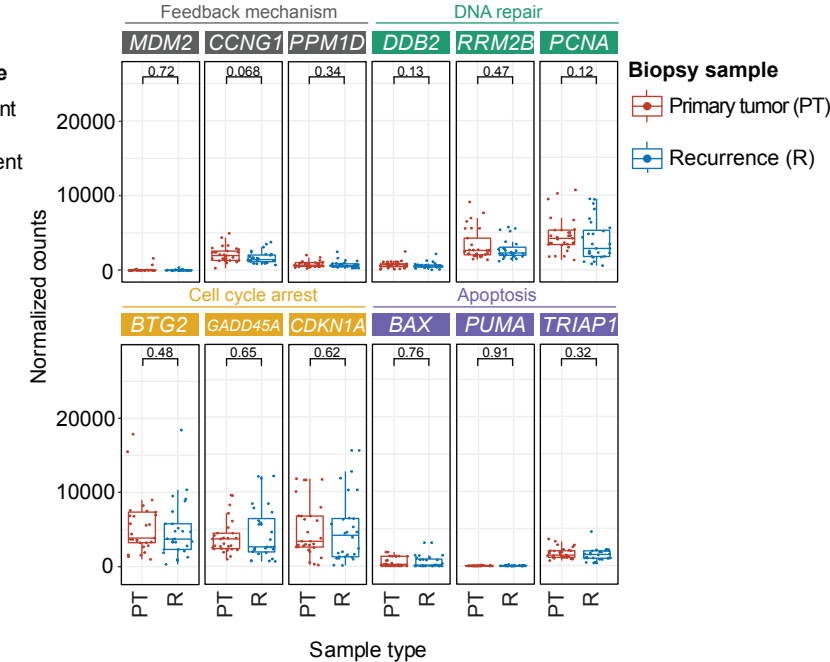 Feedback mechanism DNA repair
MDM2 CCNG1 PPM1D DDB2 RRM2B PCNA
0.72 0.068 0.34 0.13 0.47 0.12
Biopsy sample
Primary tumor (PT)
Recurrence (R)
e
nt
ent
20000
10000
0
Normalized counts
Cell cycle arrest Apoptosis
BTG2 GADD45A CDKN1A BAX PUMA TRIAP1
0.48 0.65 0.62 0.76 0.91 0.32
20000
10000
0
PT R PT R PT R PT R PT R PT R
Sample type